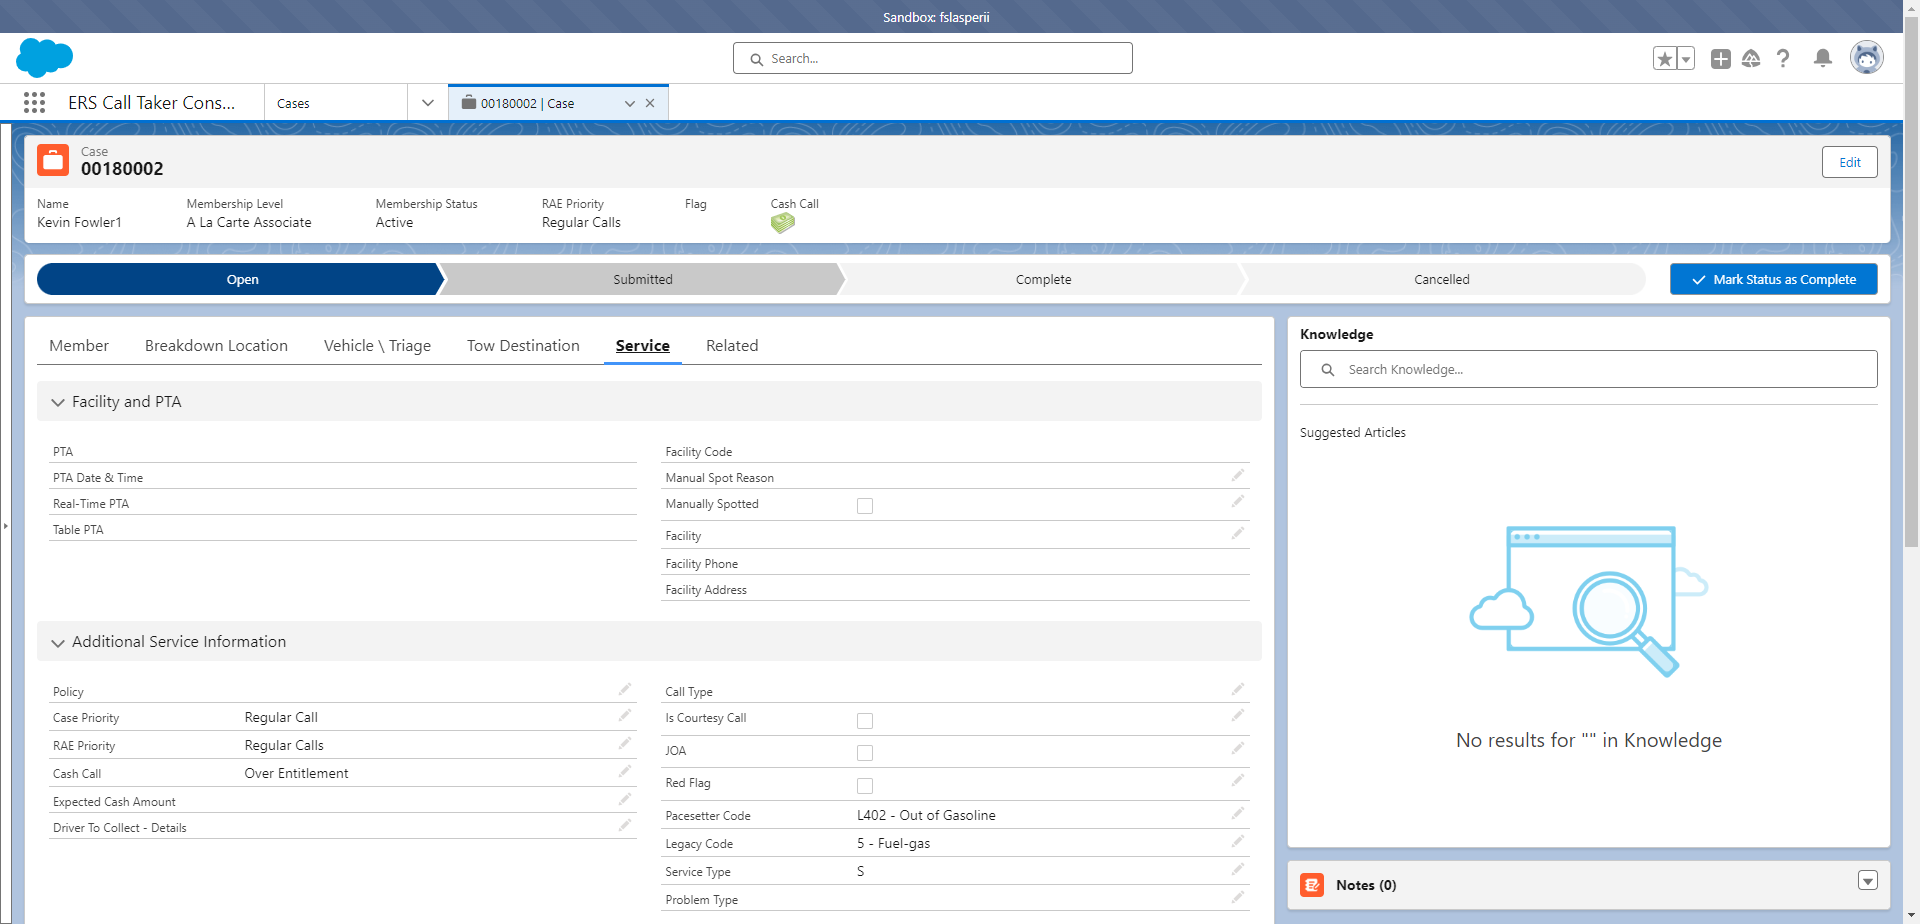 Sandbox: fslasperii
Search...
ERS Call Taker Cons...
Cases
00180002 | Case
Case
00180002
Edit
Name
Membership Level
Membership Status
RAE Priority
Flag
Cash Call
Kevin Fowler1
A La Carte Associate
Active
Regular Calls
Open
Submitted
Complete
Cancelled
Mark Status as Complete
Member
Breakdown Location
Vehicle \ Triage
Tow Destination
Service
Related
Facility and PTA
PTA
PTA Date & Time
Real-Time PTA
Table PTA
Facility Code
Manual Spot Reason
Manually Spotted
Facility
Facility Phone
Facility Address
Additional Service Information
Policy
Case Priority Regular Call
RAE Priority Regular Calls
Cash Call Over Entitlement
Expected Cash Amount
Driver To Collect - Details
Call Type
Is Courtesy Call
JOA
Red Flag
Pacesetter Code L402 - Out of Gasoline
Legacy Code 5 - Fuel-gas
Service Type S
Problem Type
Knowledge
Search Knowledge...
Suggested Articles
No results for "" in Knowledge
Notes (0)